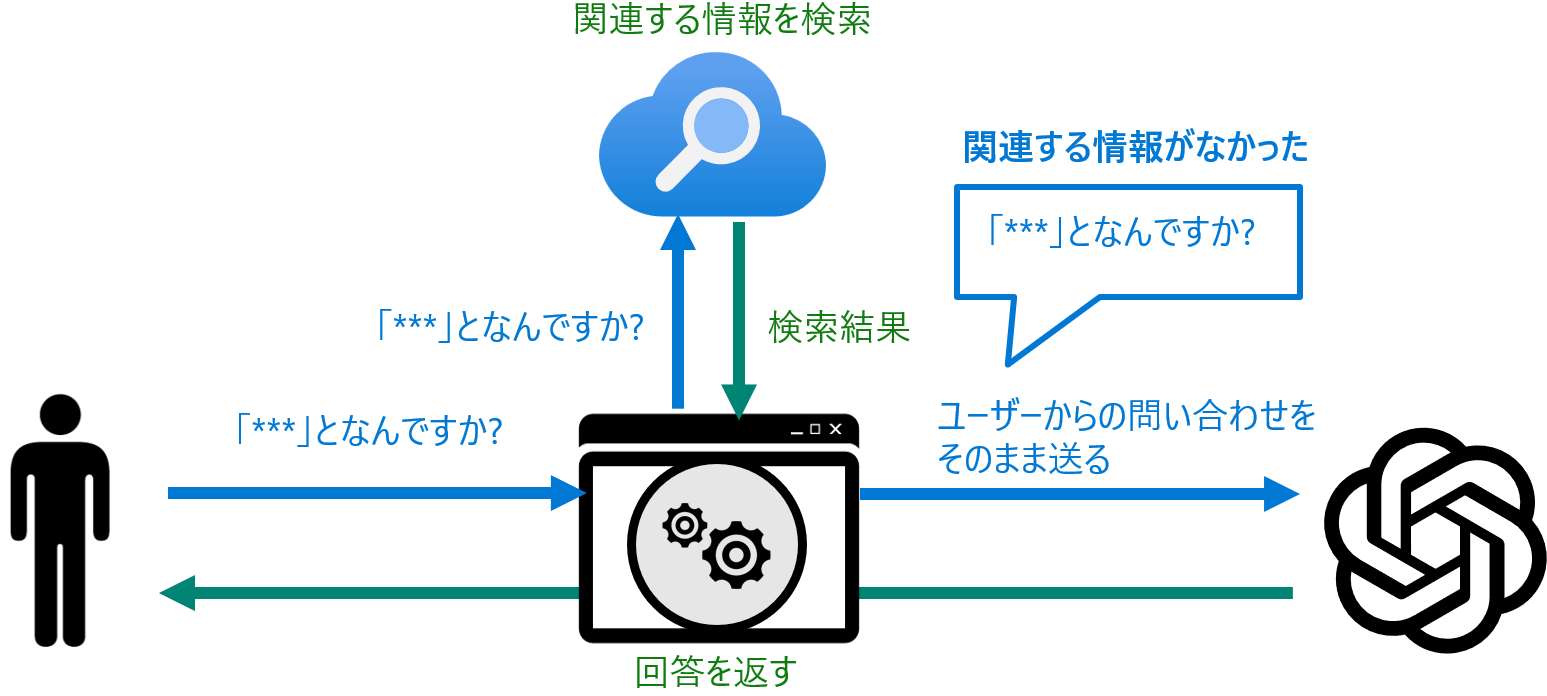 関連する情報を検索
関連する情報がなかった
「***」となんですか?
「***」となんですか?
検索結果
「***」となんですか?
ユーザーからの問い合わせを
そのまま送る
回答を返す